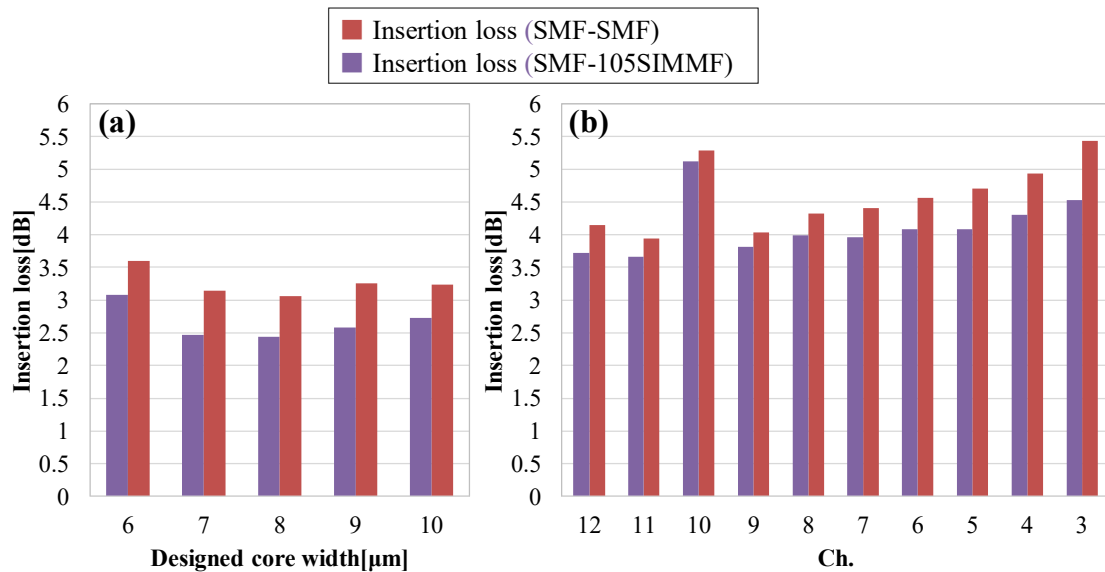 Insertion loss (SMF-SMF)
Insertion loss (SMF-105SIMMF)
(a)
Insertion loss[dB]
6
5.5
5
4.5
4
3.5
3
2.5
2
1.5
1
0.5
0
6 7 8 9 10
Designed core width[μm]
(b)
Insertion loss[dB]
6
5.5
5
4.5
4
3.5
3
2.5
2
1.5
1
0.5
0
12 11 10 9 8 7 6 5 4 3
Ch.